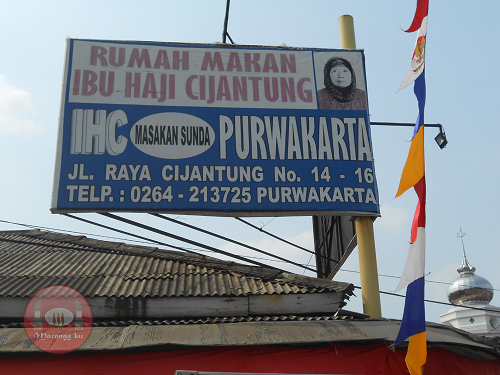 RUMAH MAKAN
IBU HAJI CIJANTUNG
IHC MASAKAN SUNDA PURWAKARTA
JL. RAYA CIJANTUNG No. 14 - 16
TELP. : 0264 - 213725 PURWAKARTA